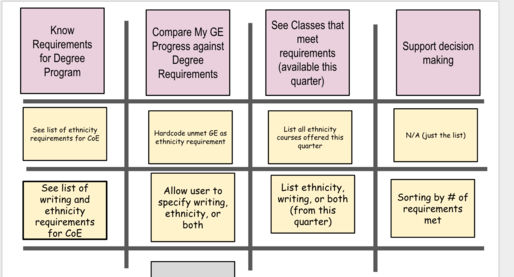 Know
Requirements
for Degree
Program
Compare My GE
Progress against
Degree
Requirements
See Classes that
meet
requirements
(available this
quarter)
Support decision
making
See list of ethnicity
requirements for CoE
Hardcode unmet GE as
ethnicity requirement
List all ethnicity
courses offered this
quarter
N/A (just the list)
See list of
writing and
ethnicity
requirements
for CoE
Allow user to
specify writing,
ethnicity, or
both
List ethnicity,
writing, or both
(from this
quarter)
Sorting by # of
requirements
met